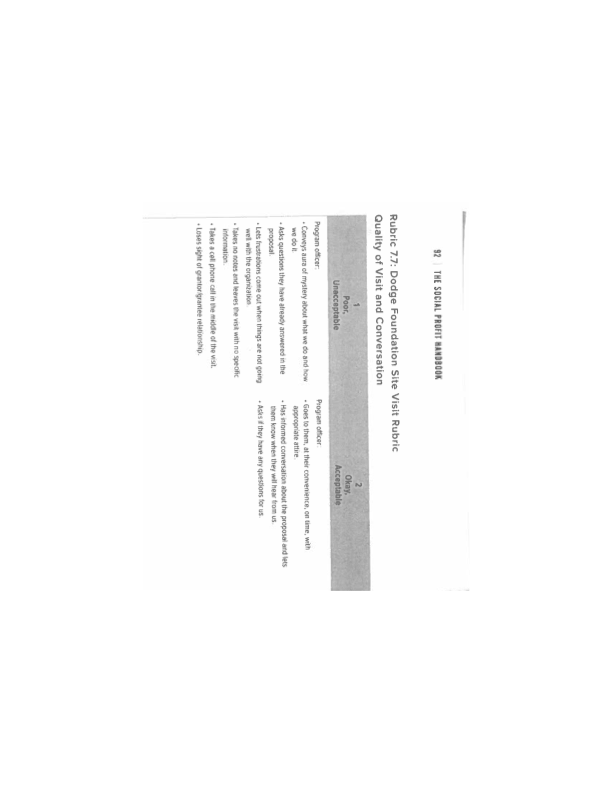 92 | THE SOCIAL PROFIT HANDBOOK
Rubric 7.7: Dodge Foundation Site Visit Rubric
Quality of Visit and Conversation
1
Poor,
Unacceptable
Program officer:
• Conveys aura of mystery about what we do and how
we do it.
• Asks questions they have already answered in the
proposal.
• Lets frustrations come out when things are not going
well with the organization.
• Takes no notes and leaves the visit with no specific
information.
• Takes a cell phone call in the middle of the visit.
• Loses sight of grantor/grantee relationship.
2
Okay,
Acceptable
Program officer:
• Goes to them, at their convenience, on time, with
appropriate attire.
• Has informed conversation about the proposal and lets
them know when they will hear from us.
• Asks if they have any questions for us.